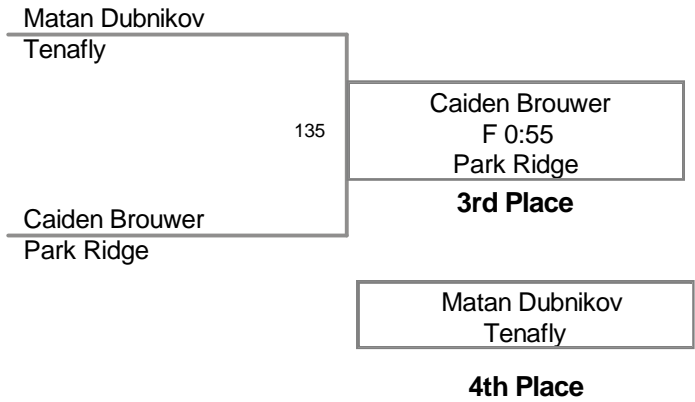 Matan Dubnikov
Tenafly
135
Caiden Brouwer
F 0:55
Park Ridge
3rd Place
Caiden Brouwer
Park Ridge
Matan Dubnikov
Tenafly
4th Place